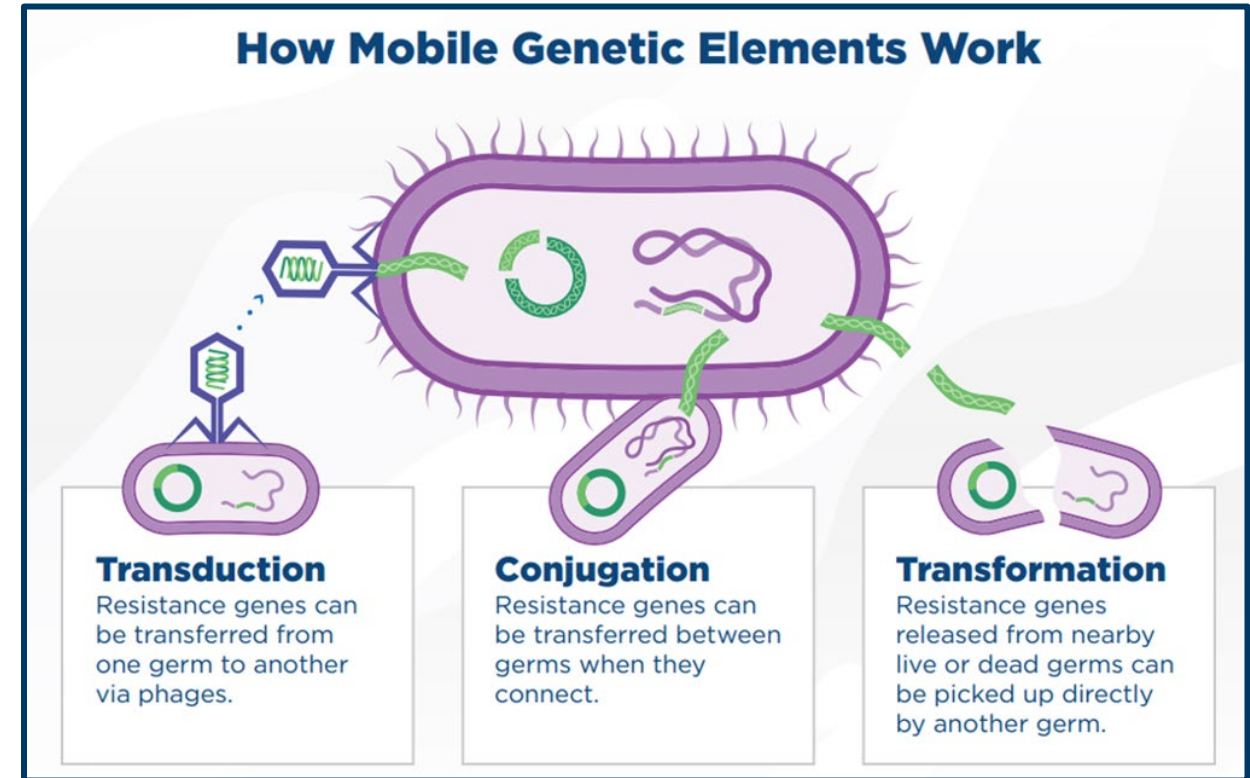 How Mobile Genetic Elements Work
Transduction
Resistance genes can
be transferred from
one germ to another
via phages.
Conjugation
Resistance genes can
be transferred between
germs when they
connect.
Transformation
Resistance genes
released from nearby
live or dead germs can
be picked up directly
by another germ.